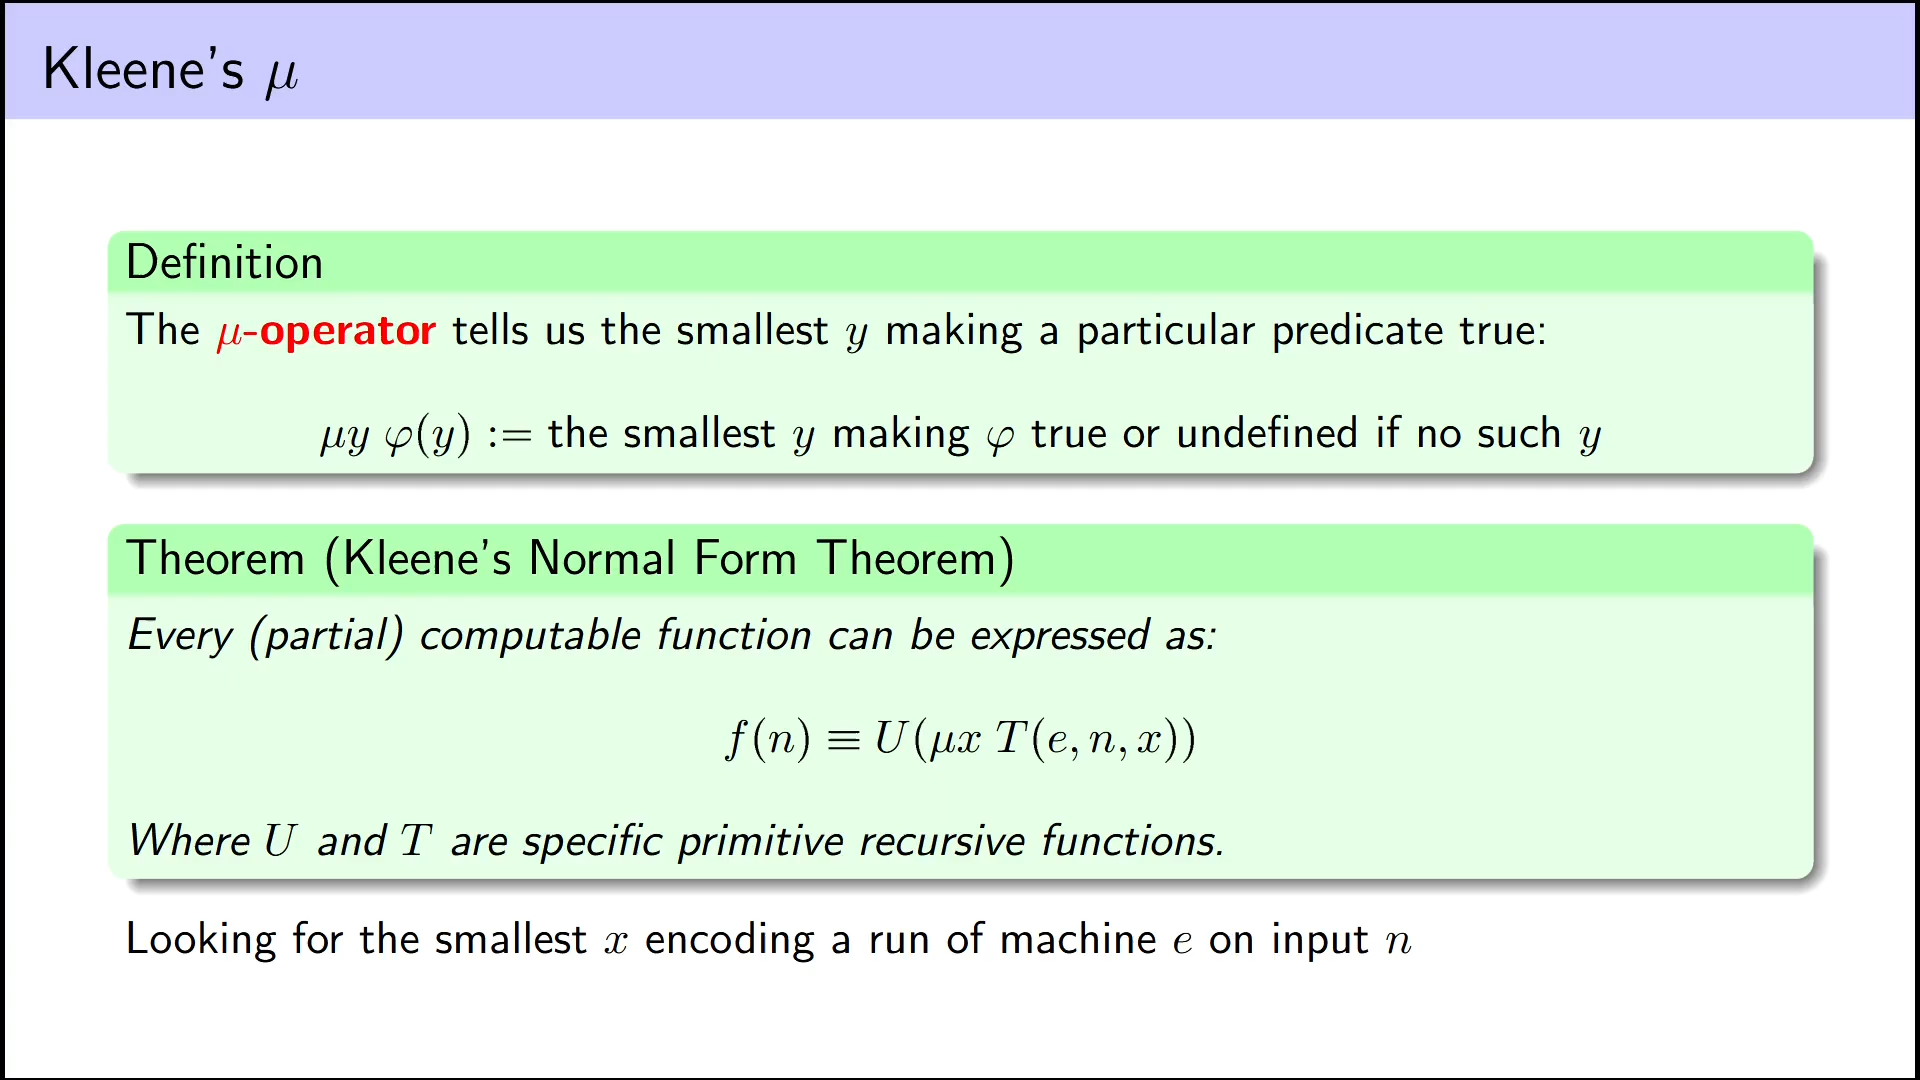 Kleene's μ
Definition
The μ-operator tells us the smallest y making a particular predicate true:
μy φ(y) := the smallest y making φ true or undefined if no such y
Theorem (Kleene's Normal Form Theorem)
Every (partial) computable function can be expressed as:
f(n) ≡ U(μx T(e, n, x))
Where U and T are specific primitive recursive functions.
Looking for the smallest x encoding a run of machine e on input n